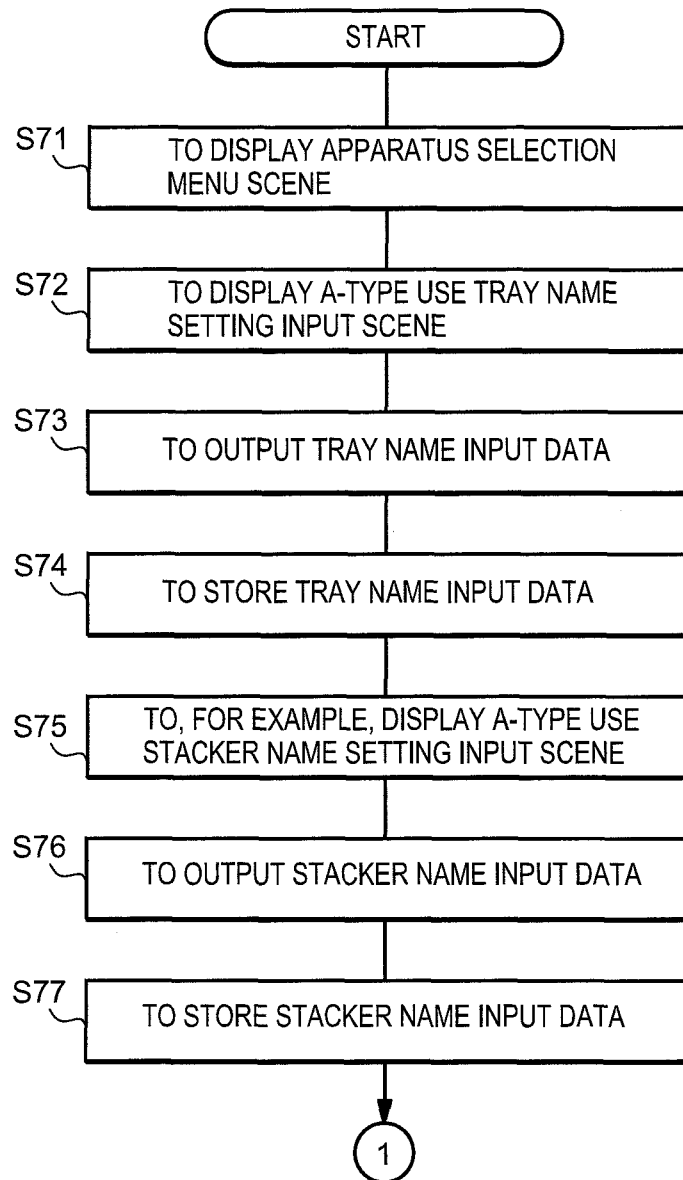 START
S71
TO DISPLAY APPARATUS SELECTION
MENU SCENE
S72
TO DISPLAY A-TYPE USE TRAY NAME
SETTING INPUT SCENE
S73
TO OUTPUT TRAY NAME INPUT DATA
S74
TO STORE TRAY NAME INPUT DATA
S75
TO, FOR EXAMPLE, DISPLAY A-TYPE USE
STACKER NAME SETTING INPUT SCENE
S76
TO OUTPUT STACKER NAME INPUT DATA
S77
TO STORE STACKER NAME INPUT DATA
1